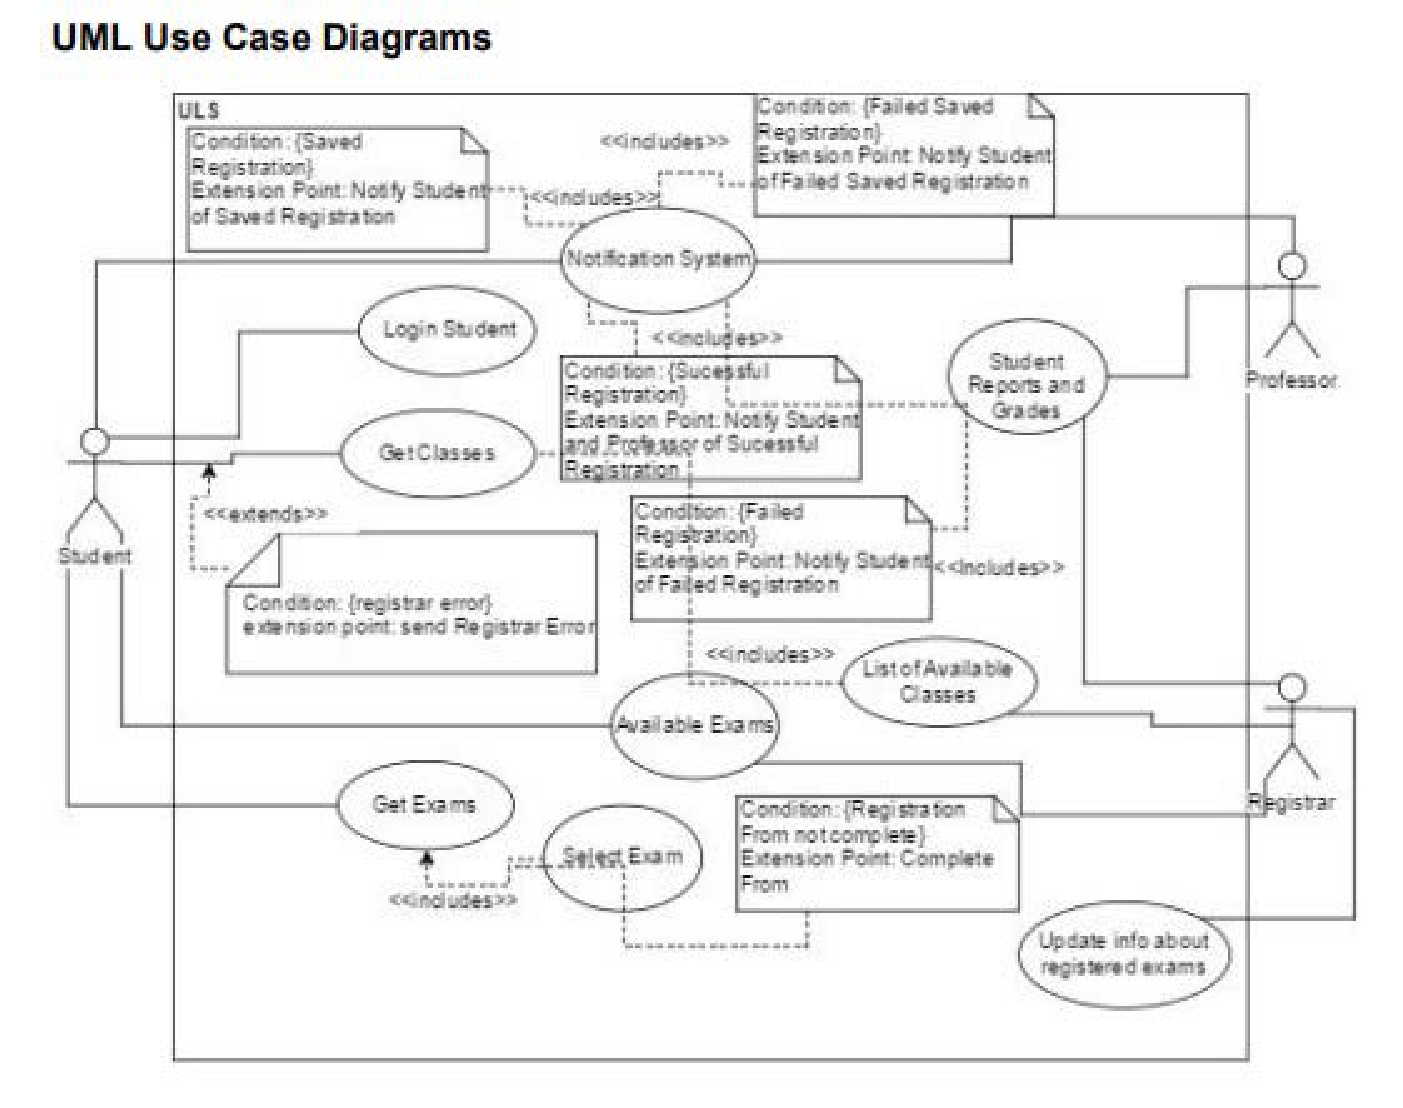 UML Use Case Diagrams
ULS
Condition: {Saved
Registration}
Extension Point: Notify Student
of Saved Registration
<<includes>>
<<includes>>
Condition: {Failed Saved
Registration}
Extension Point: Notify Student
of Failed Saved Registration
Notification System
Login Student
<<includes>>
Condition: {Sucessful
Registration}
Extension Point: Notify Student
and Professor of Sucessful
Registration
Student
Reports and
Grades
Professor
Get Classes
<<extends>>
Student
Condition: {registrar error}
extension point: send Registrar Error
Condition: {Failed
Registration}
Extension Point: Notify Student
of Failed Registration
<<Includes>>
<<includes>>
List of Available
Classes
Available Exams
Registrar
Get Exams
Select Exam
<<includes>>
Condition: {Registration
From not complete}
Extension Point: Complete
From
Update info about
registered exams